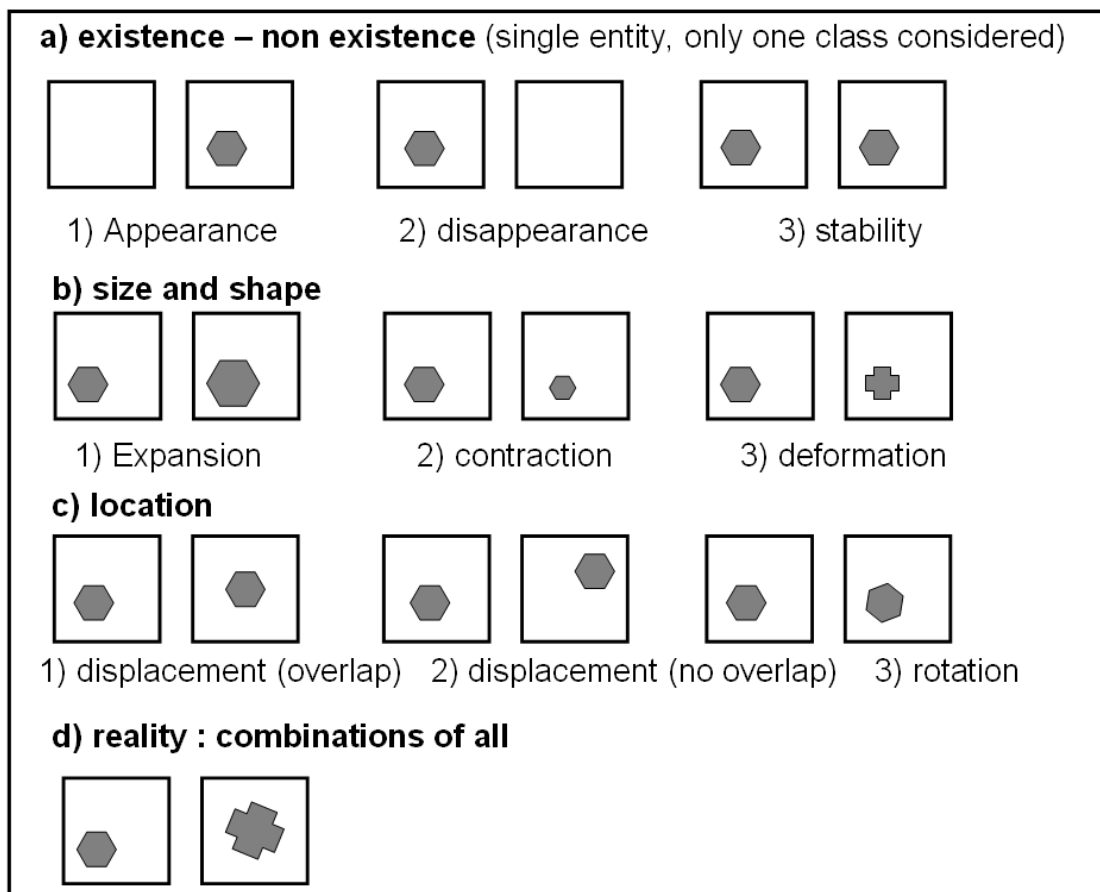 a) existence – non existence (single entity, only one class considered)
1) Appearance 2) disappearance 3) stability
b) size and shape
1) Expansion 2) contraction 3) deformation
c) location
1) displacement (overlap) 2) displacement (no overlap) 3) rotation
d) reality : combinations of all